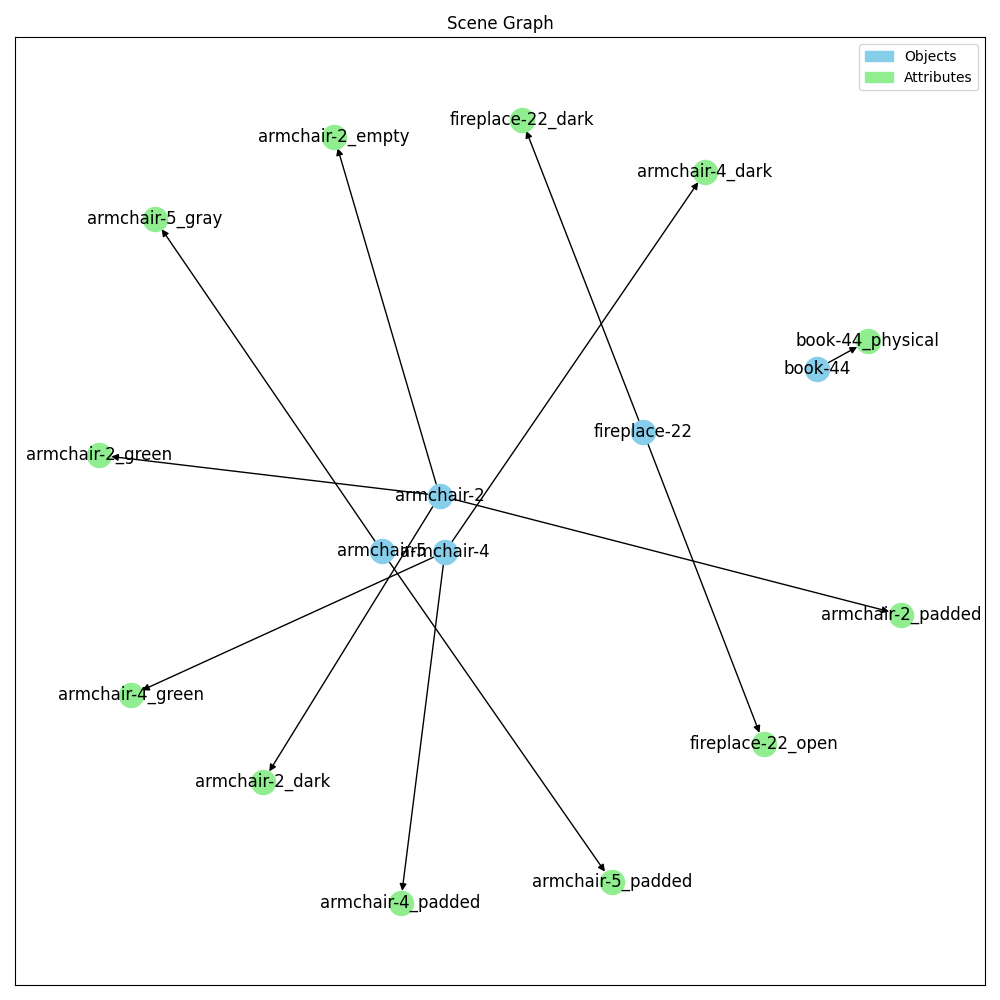 Scene Graph
Objects
Attributes
fireplace-22_dark
armchair-2_empty
armchair-4_dark
armchair-5_gray
book-44_physical
book-44
fireplace-22
armchair-2_green
armchair-2
armchair-5
armchair-4
armchair-2_padded
armchair-4_green
fireplace-22_open
armchair-2_dark
armchair-5_padded
armchair-4_padded